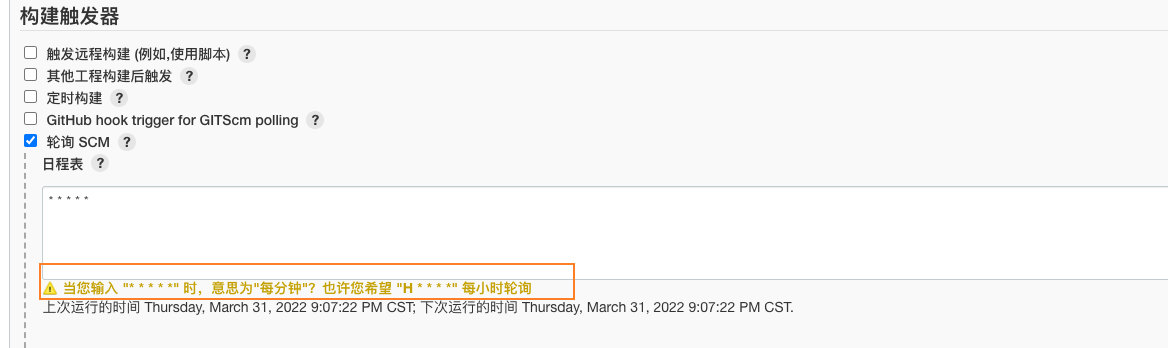 构建触发器
触发远程构建 (例如,使用脚本) ?
其他工程构建后触发 ?
定时构建 ?
GitHub hook trigger for GITScm polling ?
轮询 SCM ?
日程表 ?
* * * * *
当您输入 "* * * * *" 时，意思为"每分钟"？也许您希望 "H * * * *" 每小时轮询
上次运行的时间 Thursday, March 31, 2022 9:07:22 PM CST; 下次运行的时间 Thursday, March 31, 2022 9:07:22 PM CST.